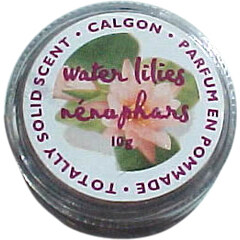 TOTALLY SOLID SCENT • CALGON • PARFUM EN POMMADE •
water lilies
nénuphars
10g